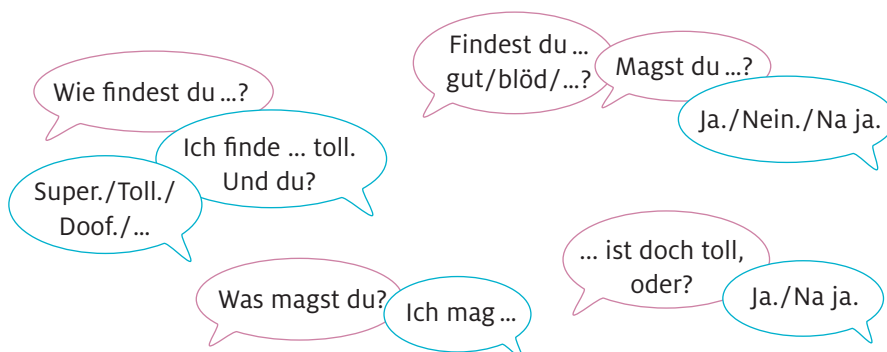 Wie findest du ...?
Ich finde ... toll.
Und du?
Super./Toll./
Doof./...
Findest du ...
gut/blöd/...?
Magst du ...?
Ja./Nein./Na ja.
Was magst du?
Ich mag ...
... ist doch toll,
oder?
Ja./Na ja.